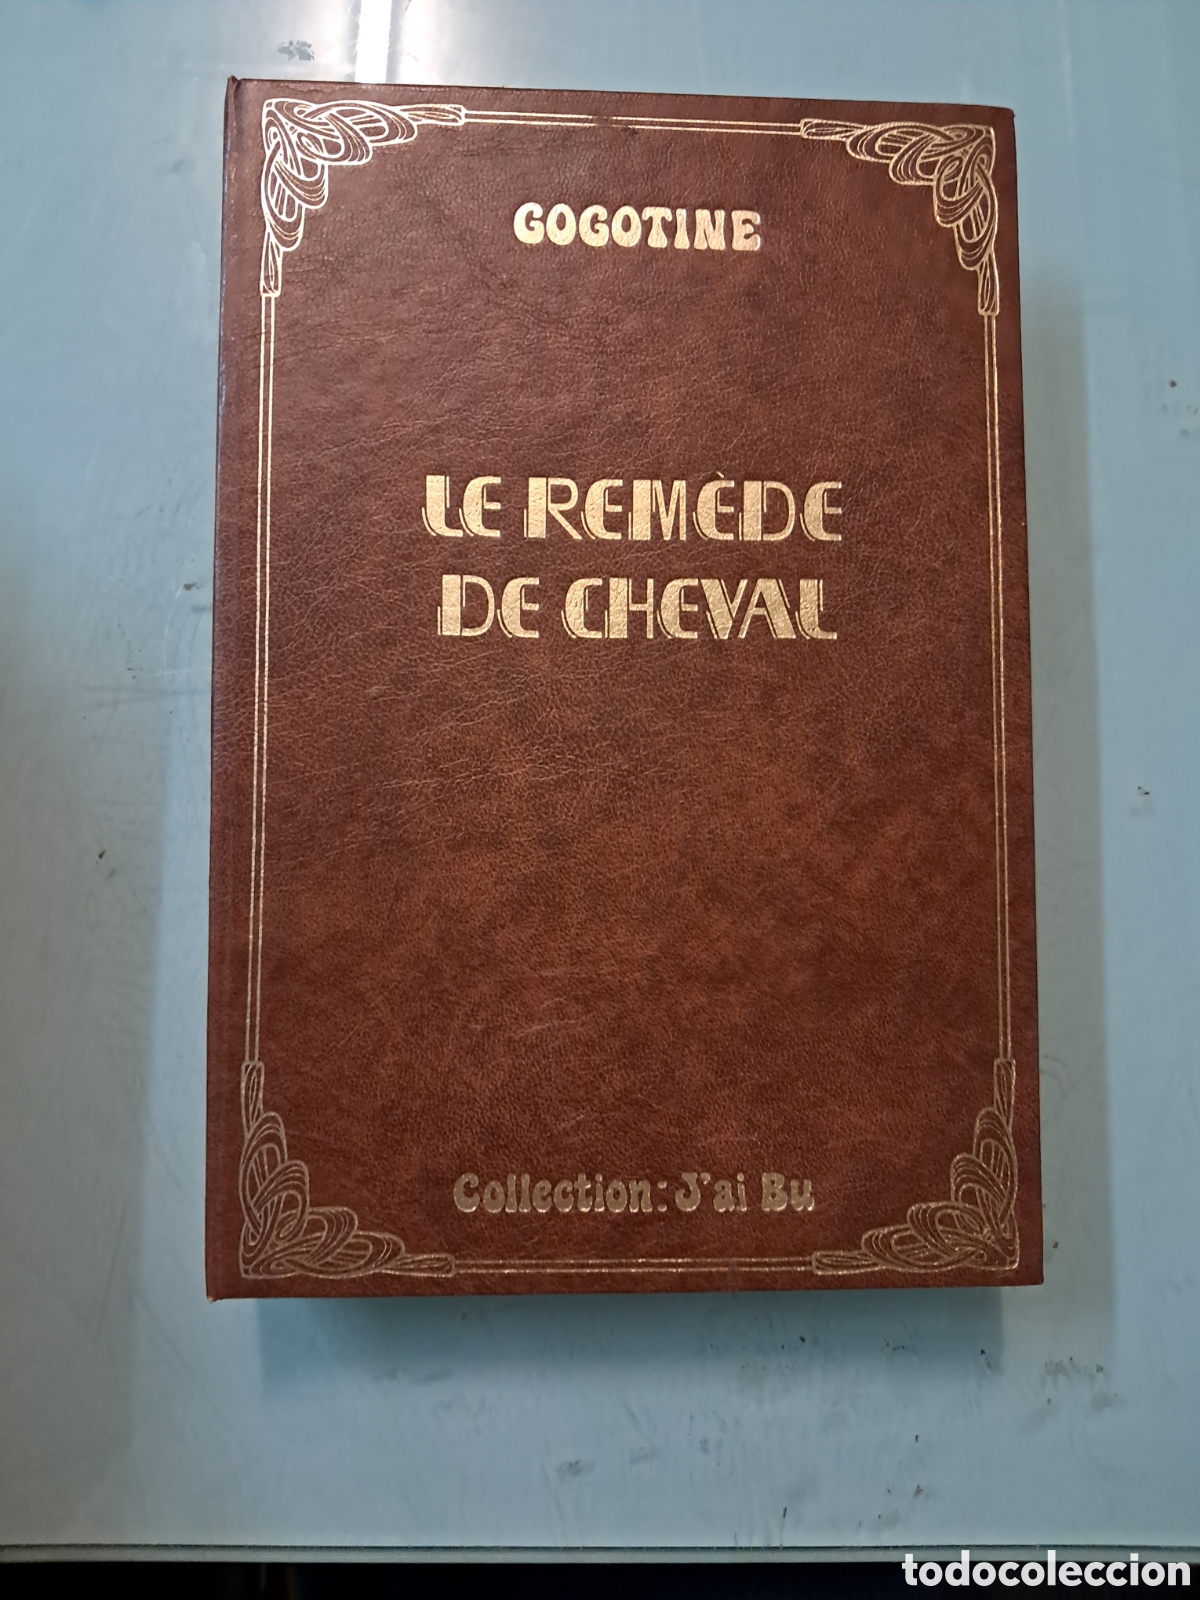 GOGOTINE
LE REMÈDE
DE CHEVAL
Collection: J'ai Bu
todocoleccion